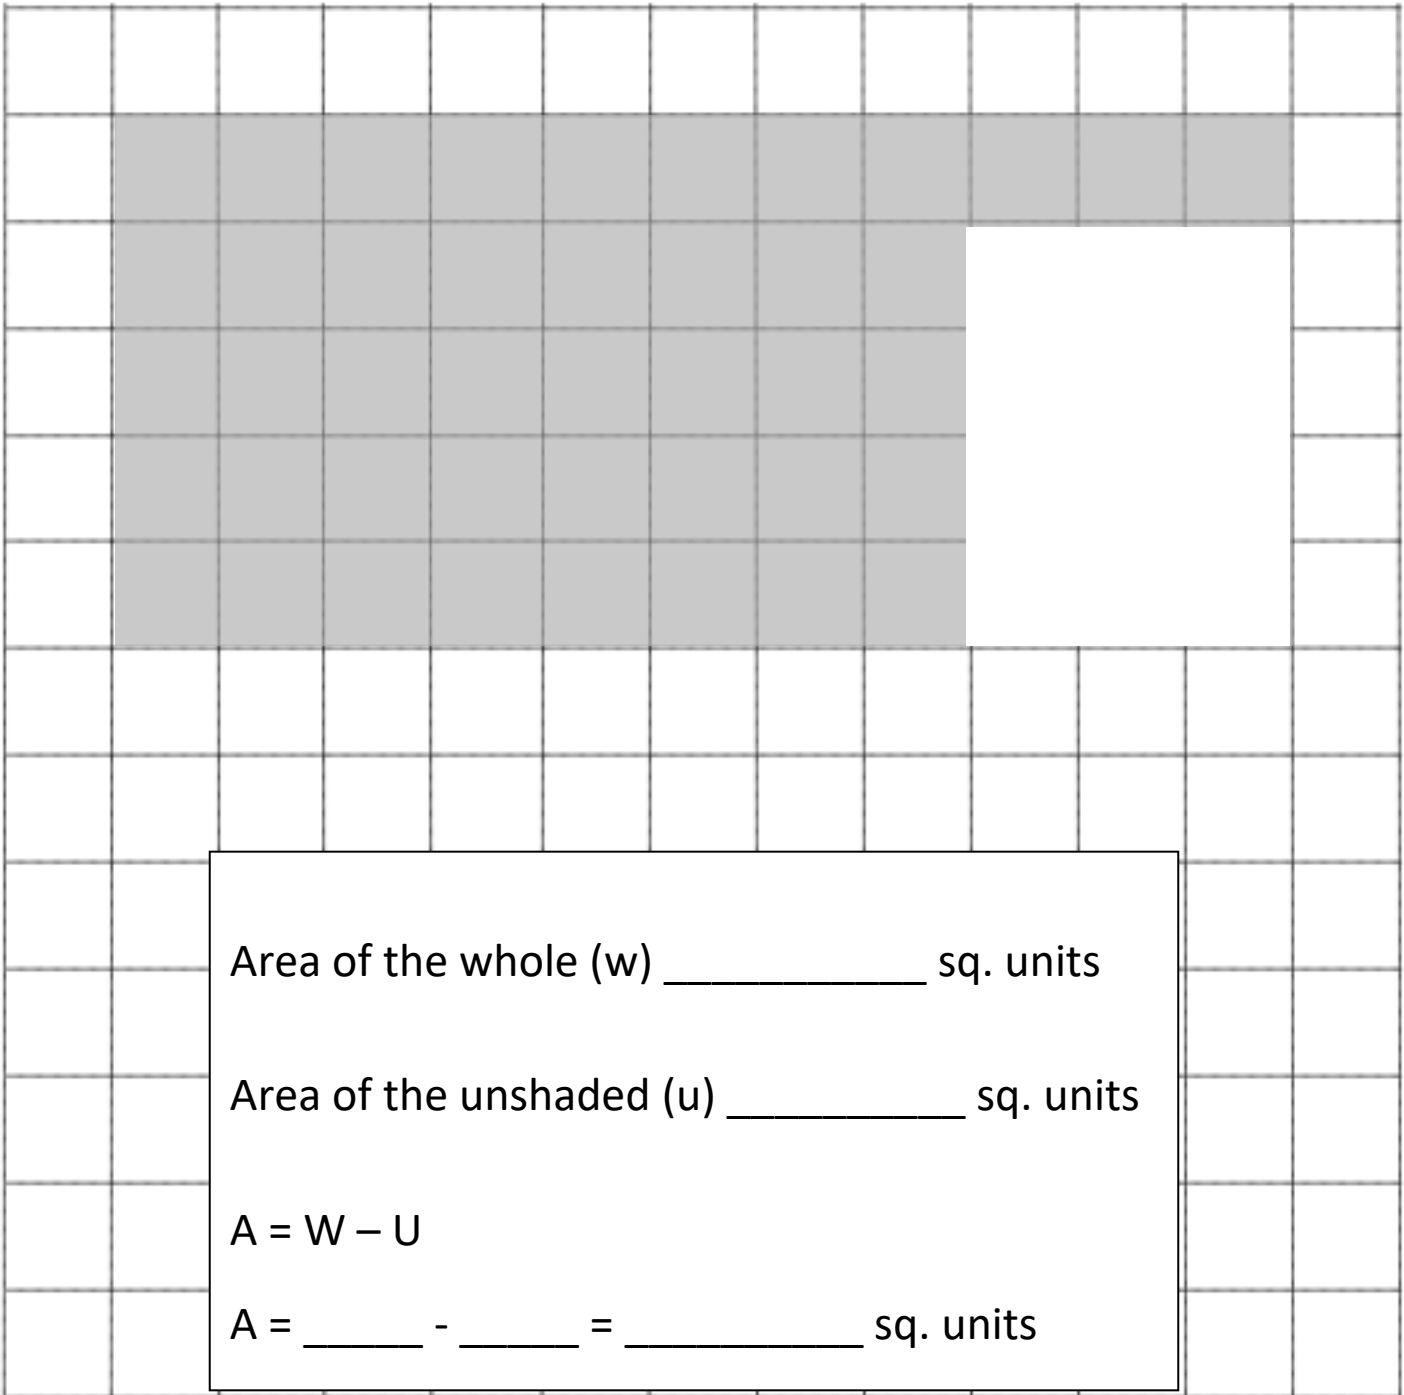 Area of the whole (w) ___________ sq. units
Area of the unshaded (u) __________ sq. units
A = W – U
A = _____ - _____ = __________ sq. units